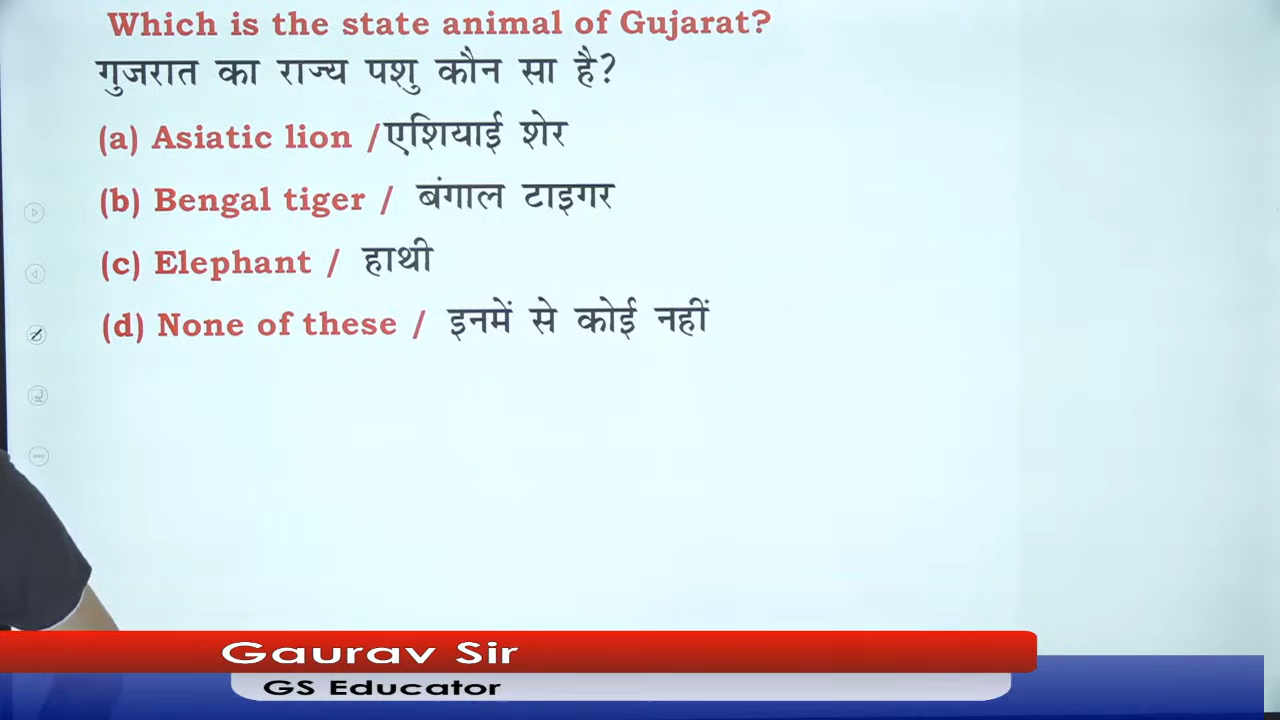 Which is the state animal of Gujarat?
गुजरात का राज्य पशु कौन सा है?
(a) Asiatic lion /एशियाई शेर
(b) Bengal tiger / बंगाल टाइगर
(c) Elephant / हाथी
(d) None of these / इनमें से कोई नहीं
Gaurav Sir
GS Educator